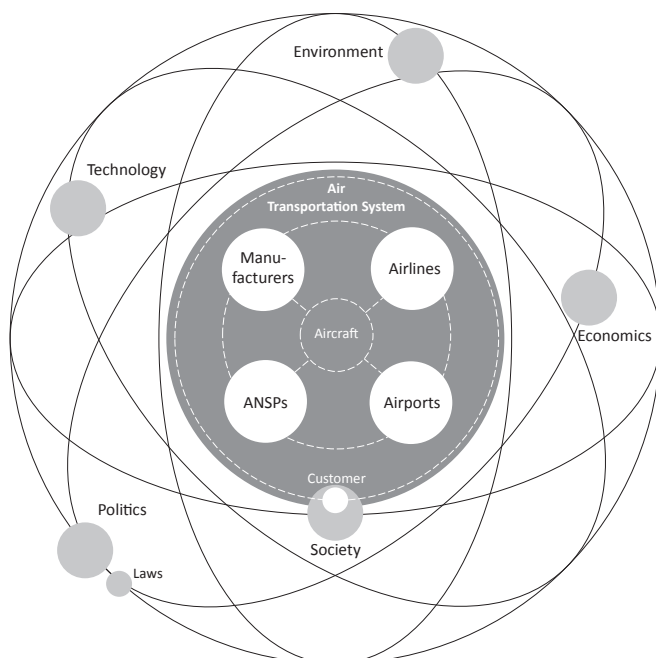 Environment
Technology
Air
Transportation System
Manu-
facturers
Airlines
Aircraft
Economics
ANSPs
Airports
Customer
Politics
Society
Laws